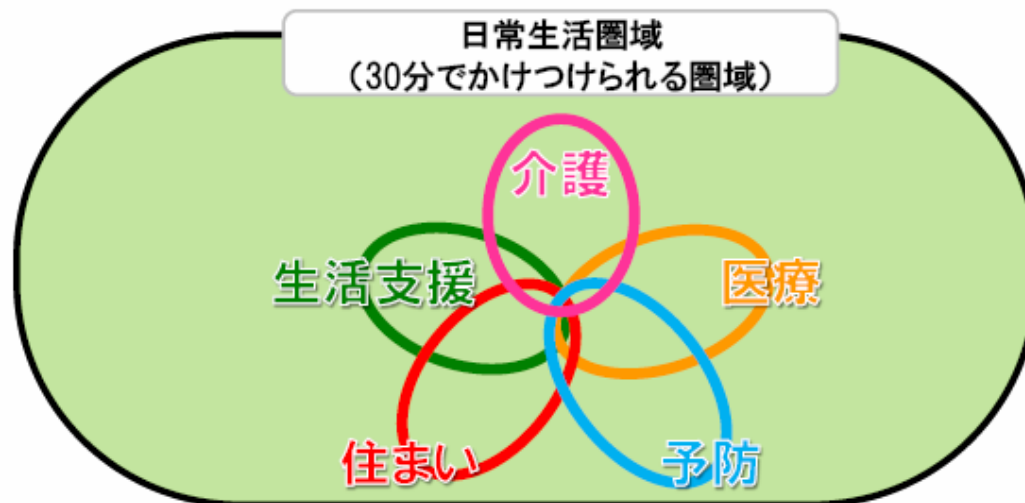 日常生活圏域
（30分でかけつけられる圏域）
介護
生活支援
医療
住まい
予防